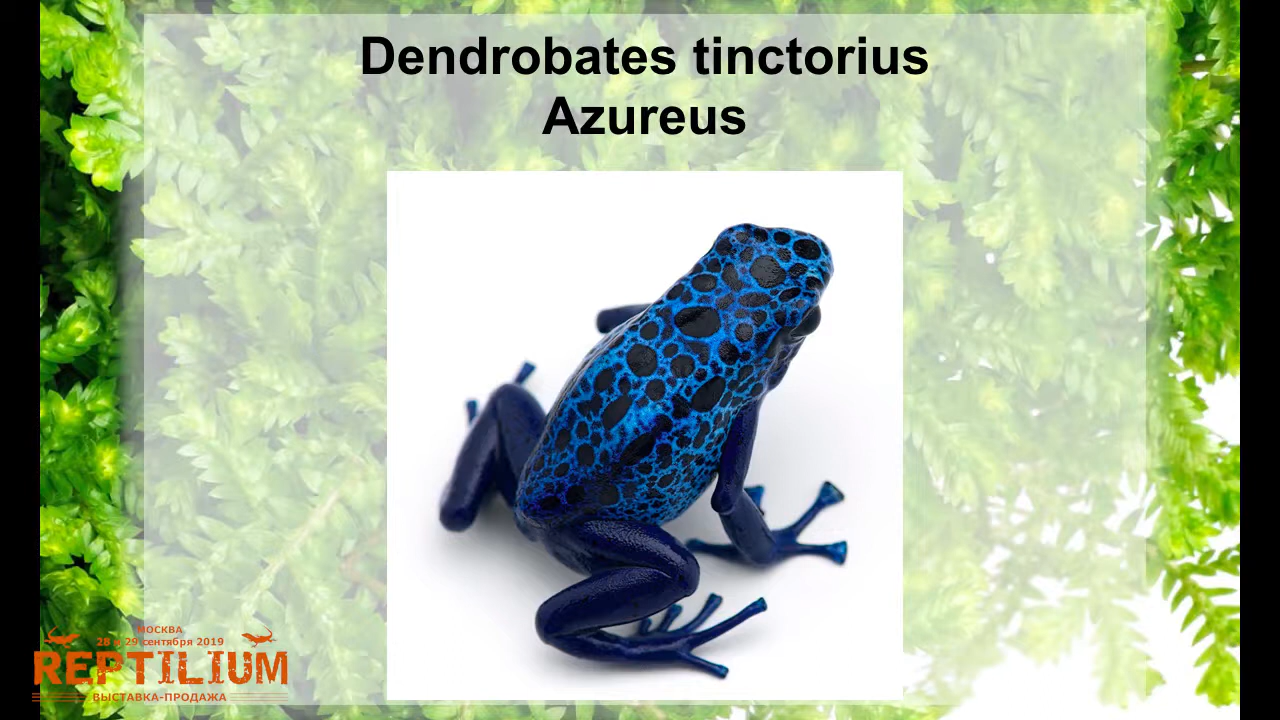 Dendrobates tinctorius
Azureus
МОСКВА
28 и 29 сентября 2019
REPTILIUM
ВЫСТАВКА-ПРОДАЖА